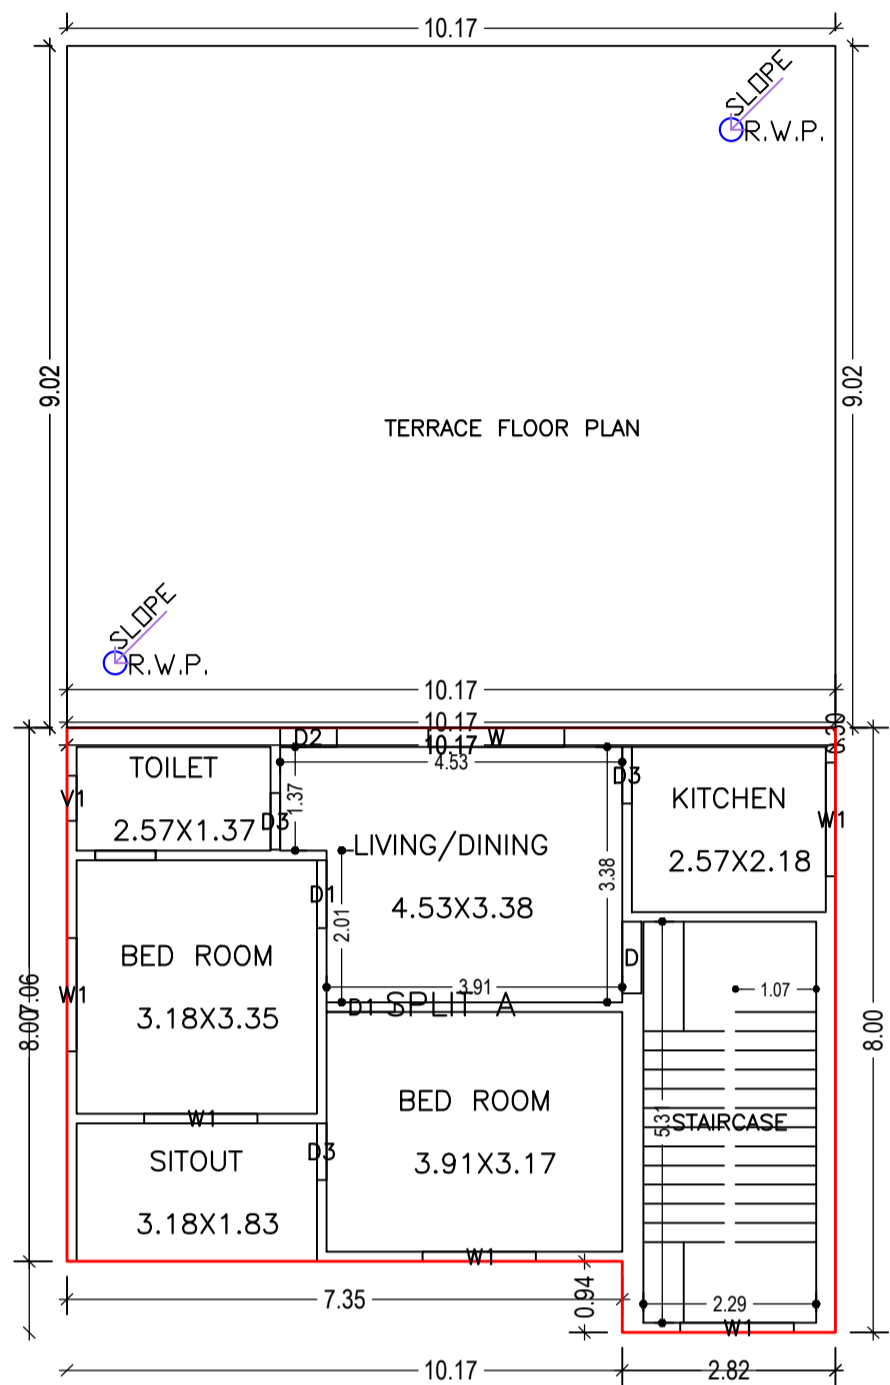 10.17
SLOPE
R.W.P.
9.02
9.02
TERRACE FLOOR PLAN
SLOPE
R.W.P.
10.17
10.17
D2
10.17
W
4.53
TOILET
2.57X1.37
V1
D3
1.37
D3
KITCHEN
2.57X2.18
W1
LIVING/DINING
4.53X3.38
3.38
D1
2.01
BED ROOM
3.18X3.35
W1
D
3.91
D1
SPLIT A
1.07
7.06
8.00
8.00
BED ROOM
3.91X3.17
W1
5.31
STAIRCASE
SITOUT
3.18X1.83
D3
W1
0.94
7.35
2.29
W1
10.17
2.82